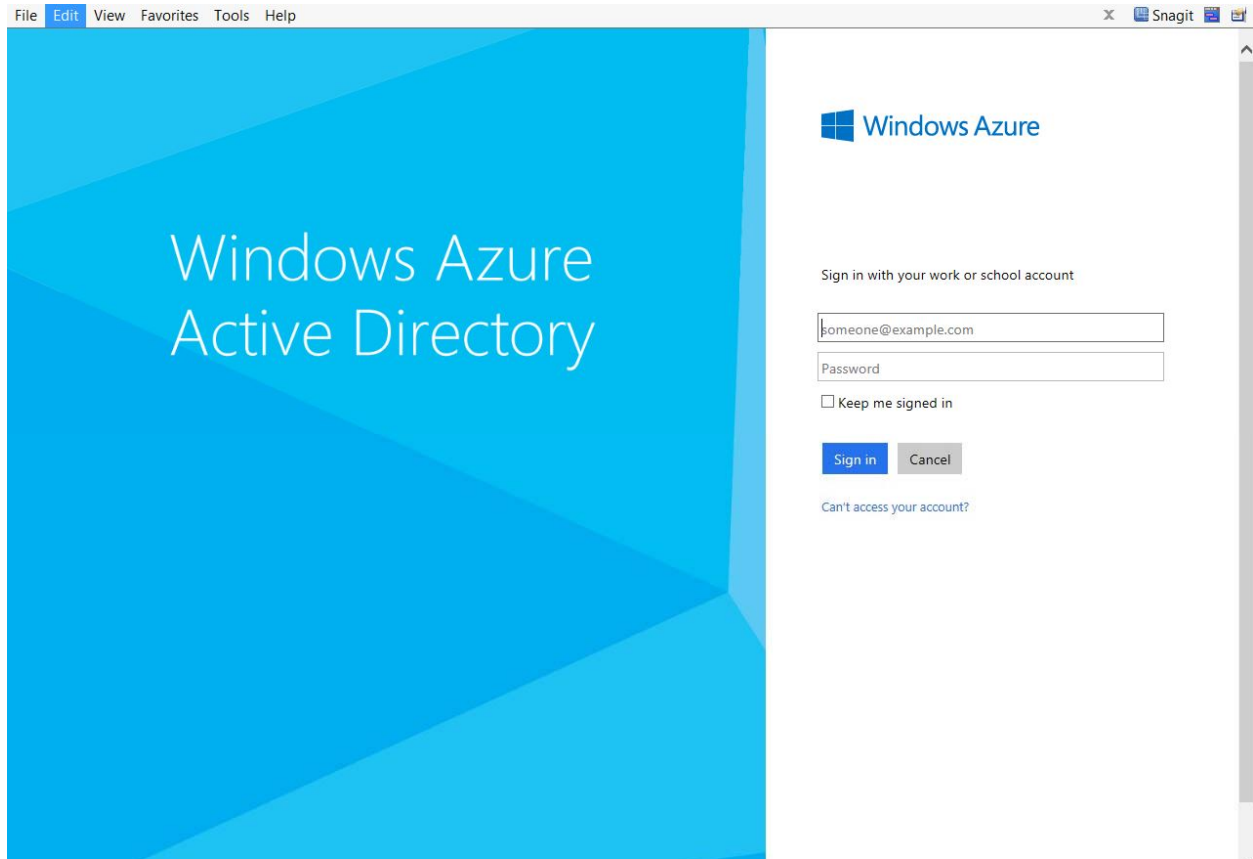 File Edit View Favorites Tools Help
X Snagit
Windows Azure
Active Directory
Windows Azure
Sign in with your work or school account
someone@example.com
Password
Keep me signed in
Sign in Cancel
Can't access your account?